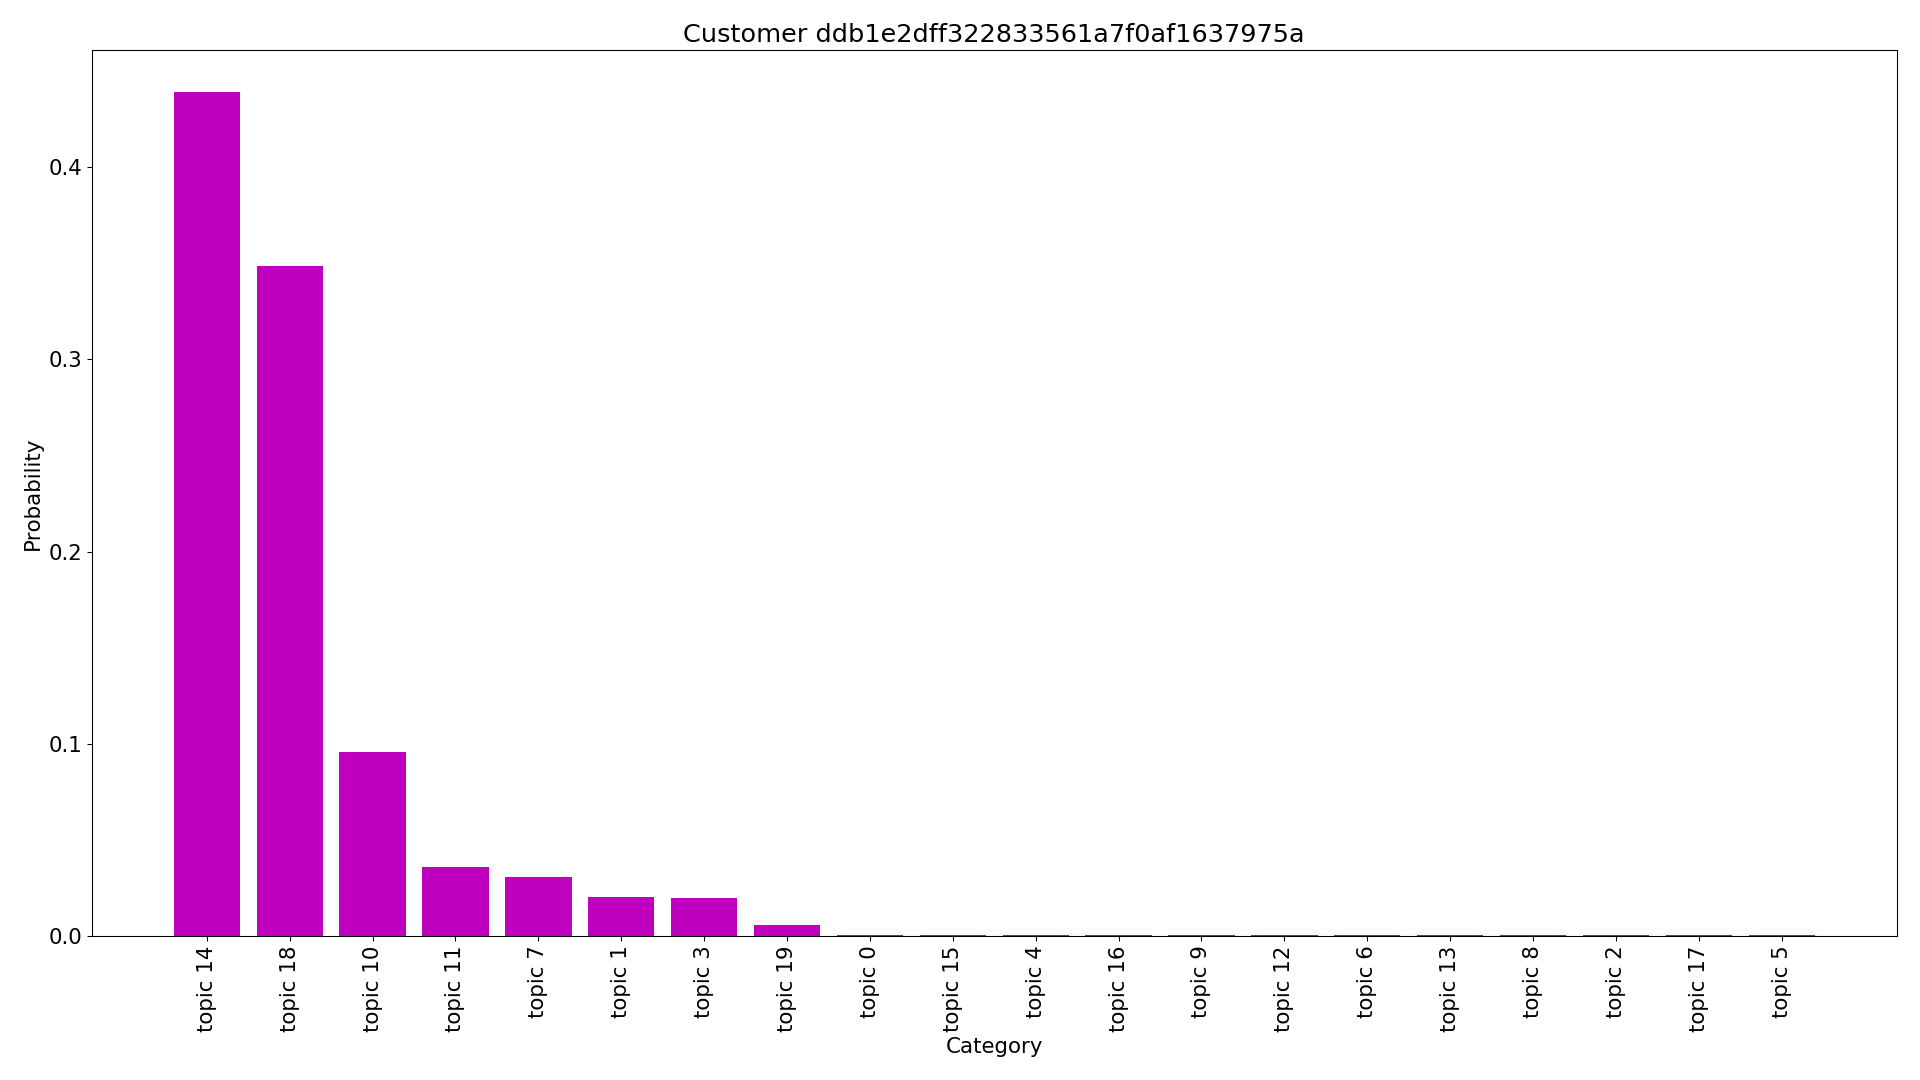 Customer ddb1e2dff322833561a7f0af1637975a
Probability
0.4
0.3
0.2
0.1
0.0
topic 14
topic 18
topic 10
topic 11
topic 7
topic 1
topic 3
topic 19
topic 0
topic 15
topic 4
topic 16
topic 9
topic 12
topic 6
topic 13
topic 8
topic 2
topic 17
topic 5
Category